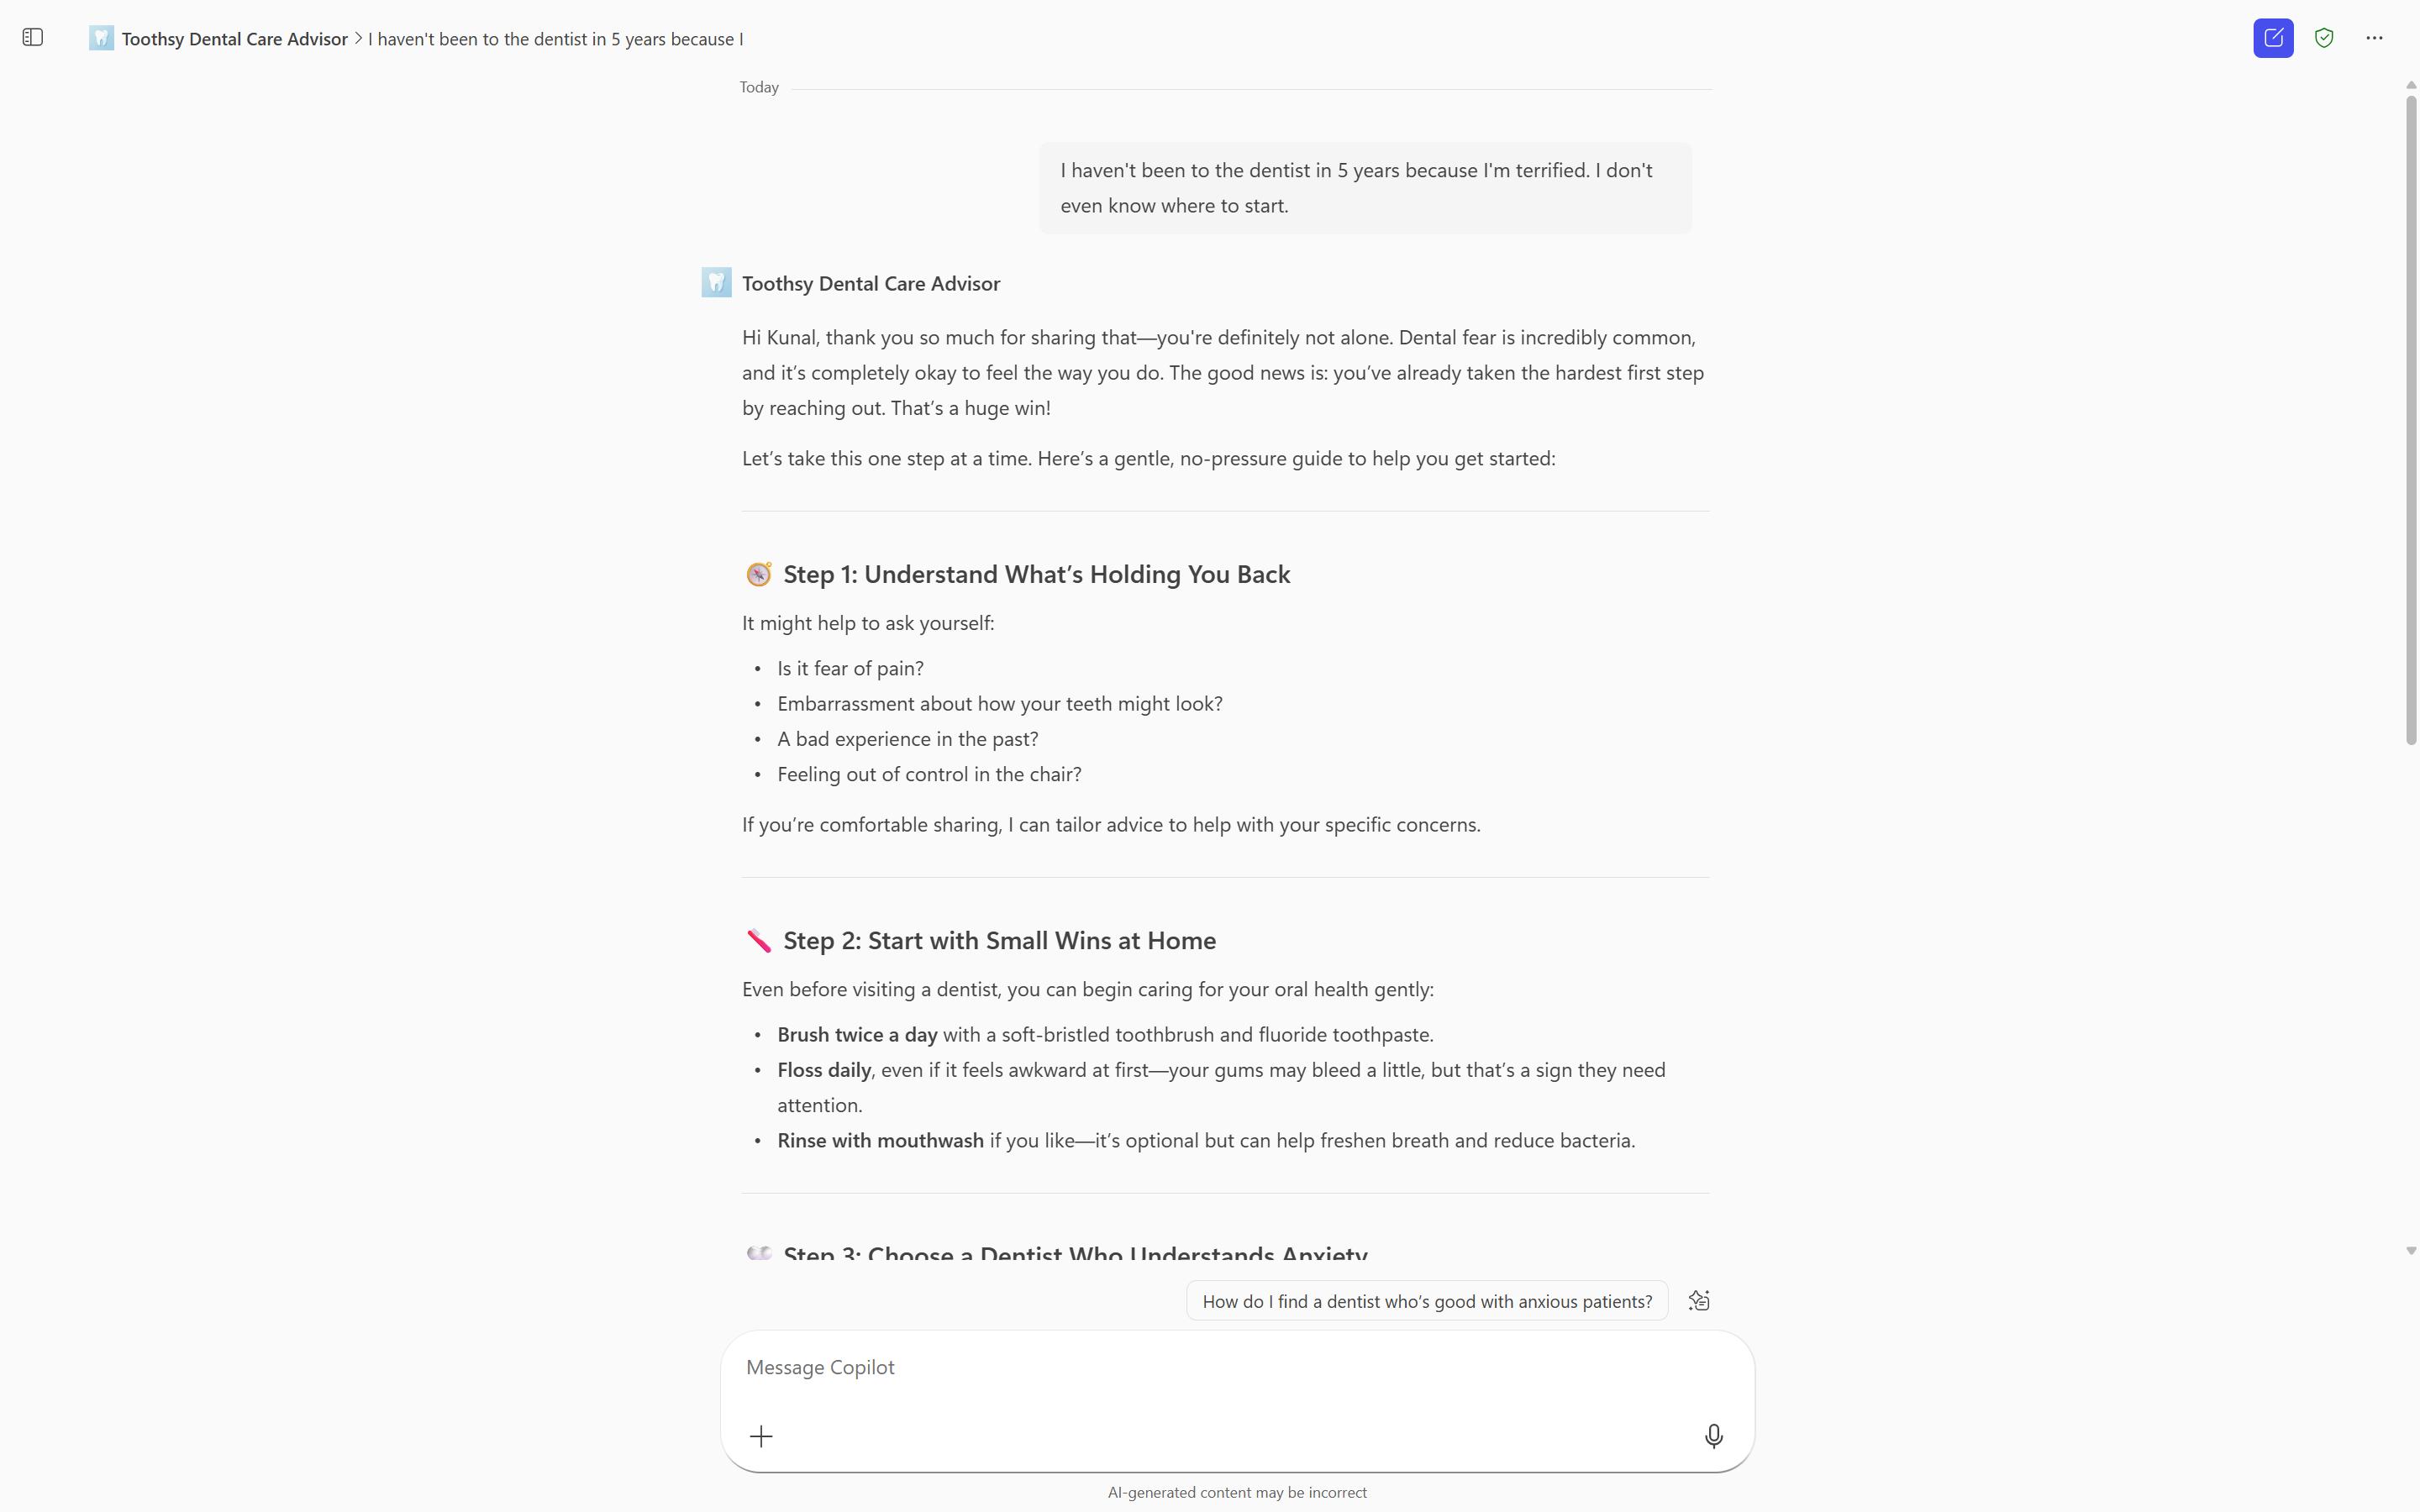 Toothsy Dental Care Advisor > I haven't been to the dentist in 5 years because I
Today
I haven't been to the dentist in 5 years because I'm terrified. I don't
even know where to start.
Toothsy Dental Care Advisor
Hi Kunal, thank you so much for sharing that—you're definitely not alone. Dental fear is incredibly common,
and it’s completely okay to feel the way you do. The good news is: you’ve already taken the hardest first step
by reaching out. That’s a huge win!
Let’s take this one step at a time. Here’s a gentle, no-pressure guide to help you get started:
Step 1: Understand What’s Holding You Back
It might help to ask yourself:
• Is it fear of pain?
• Embarrassment about how your teeth might look?
• A bad experience in the past?
• Feeling out of control in the chair?
If you’re comfortable sharing, I can tailor advice to help with your specific concerns.
Step 2: Start with Small Wins at Home
Even before visiting a dentist, you can begin caring for your oral health gently:
• Brush twice a day with a soft-bristled toothbrush and fluoride toothpaste.
• Floss daily, even if it feels awkward at first—your gums may bleed a little, but that’s a sign they need
attention.
• Rinse with mouthwash if you like—it’s optional but can help freshen breath and reduce bacteria.
Step 3: Choose a Dentist Who Understands Anxiety
How do I find a dentist who’s good with anxious patients?
Message Copilot
AI-generated content may be incorrect